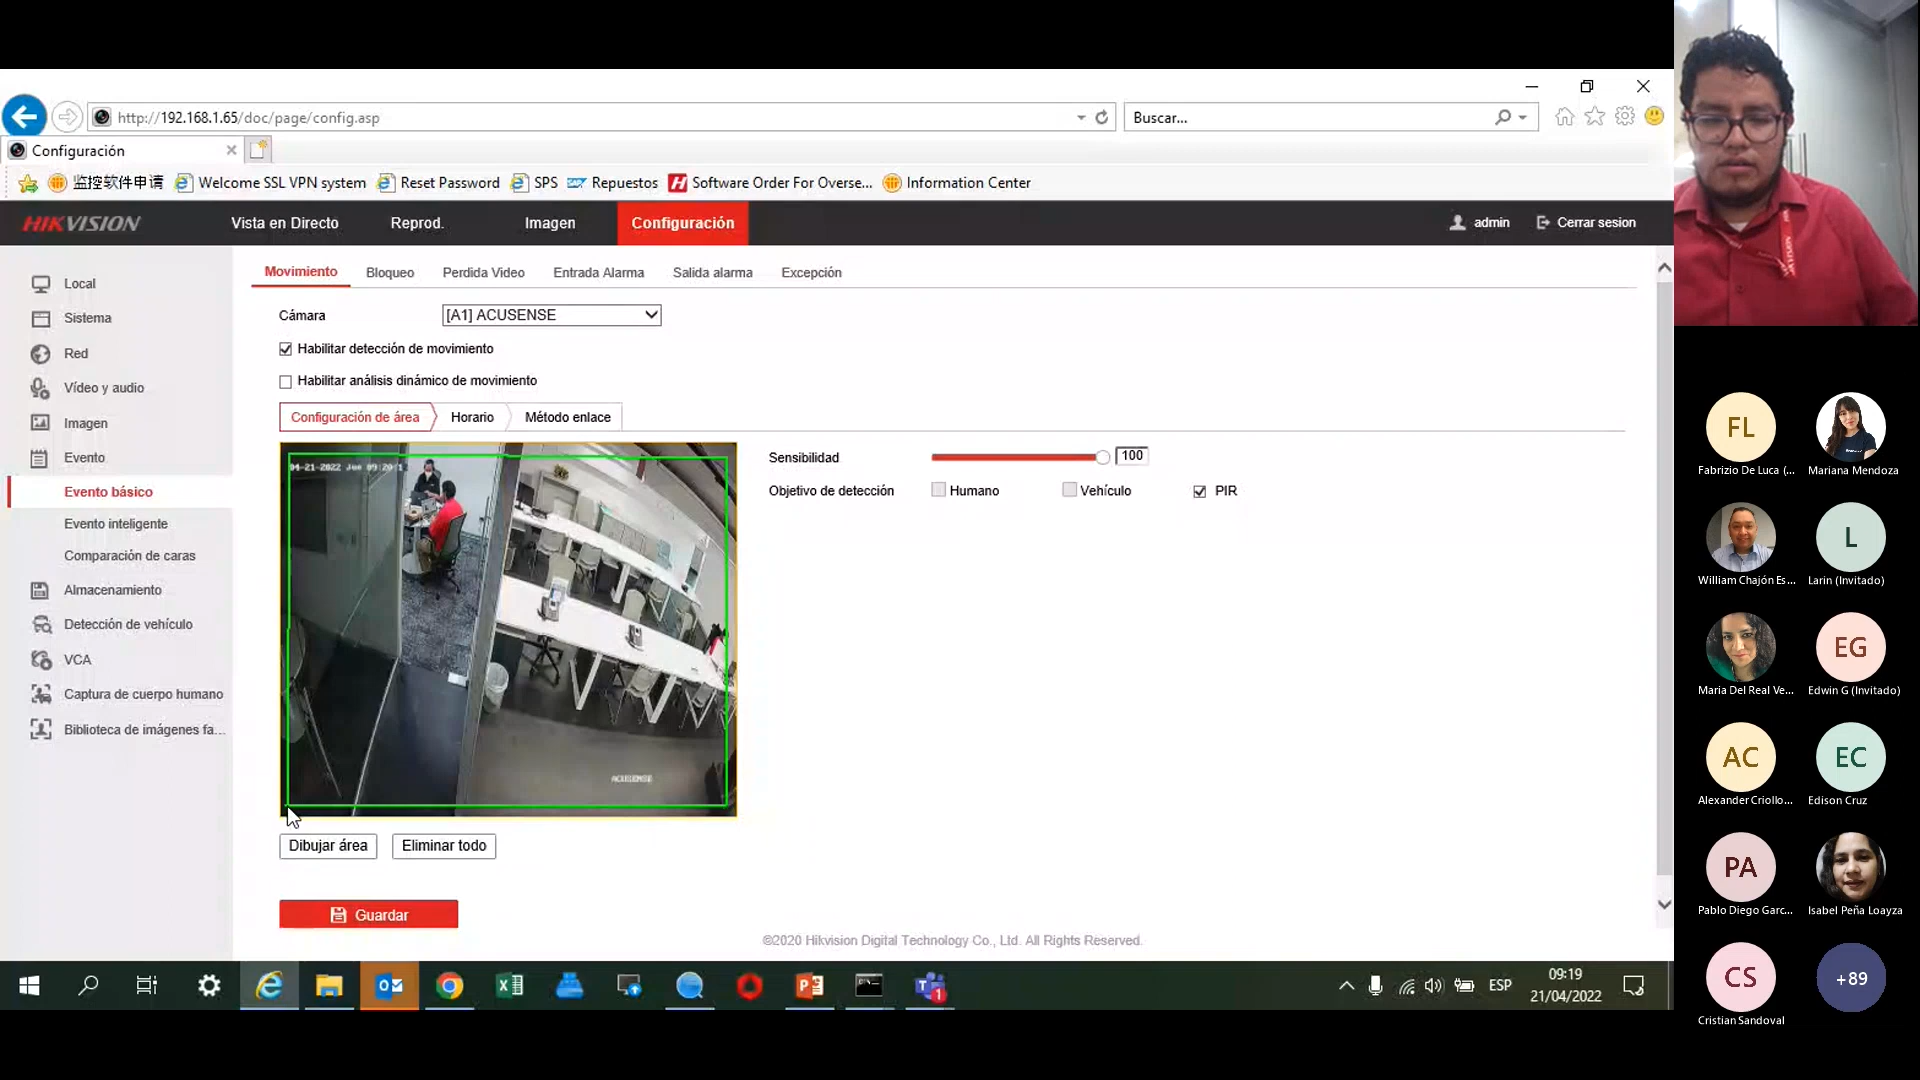 http://192.168.1.65/doc/page/config.asp
Buscar...
Configuración
监控软件申请
Welcome SSL VPN system
Reset Password
SPS
Repuestos
Software Order For Overse...
Information Center
HIKVISION
Vista en Directo
Reprod.
Imagen
Configuración
admin
Cerrar sesion
Local
Sistema
Red
Vídeo y audio
Imagen
Evento
Evento básico
Evento inteligente
Comparación de caras
Almacenamiento
Detección de vehículo
VCA
Captura de cuerpo humano
Biblioteca de imágenes fa...
Movimiento
Bloqueo
Perdida Video
Entrada Alarma
Salida alarma
Excepción
Cámara
[A1] ACUSENSE
Habilitar detección de movimiento
Habilitar análisis dinámico de movimiento
Configuración de área
Horario
Método enlace
ACUSENSE
Sensibilidad
100
Objetivo de detección
Humano
Vehículo
PIR
Dibujar área
Eliminar todo
Guardar
©2020 Hikvision Digital Technology Co., Ltd. All Rights Reserved.
ESP
09:19
21/04/2022
FL
Fabrizio De Luca (...
Mariana Mendoza
William Chajón Es...
L
Larin (Invitado)
Maria Del Real Ve...
EG
Edwin G (Invitado)
AC
Alexander Criollo...
EC
Edison Cruz
PA
Pablo Diego Garc...
Isabel Peña Loayza
CS
Cristian Sandoval
+89